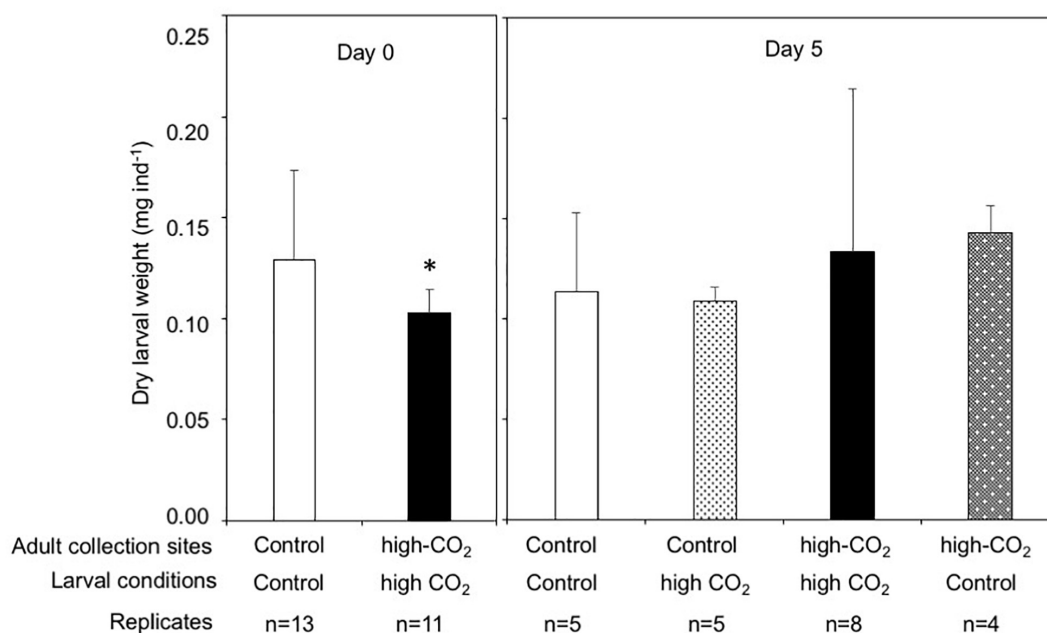 Day 0
Day 5
Dry larval weight (mg ind⁻¹)
0.25
0.20
0.15
0.10
0.05
0.00
*
Adult collection sites Control high-CO₂ Control Control high-CO₂ high-CO₂
Larval conditions Control high CO₂ Control high CO₂ high CO₂ Control
Replicates n=13 n=11 n=5 n=5 n=8 n=4